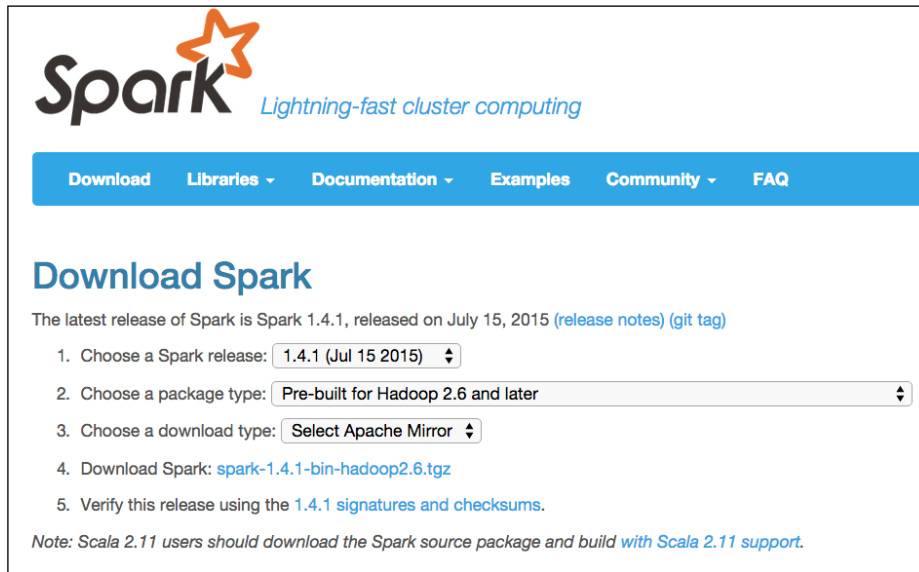 Spark Lightning-fast cluster computing
Download Libraries Documentation Examples Community FAQ
Download Spark
The latest release of Spark is Spark 1.4.1, released on July 15, 2015 (release notes) (git tag)
1. Choose a Spark release: 1.4.1 (Jul 15 2015)
2. Choose a package type: Pre-built for Hadoop 2.6 and later
3. Choose a download type: Select Apache Mirror
4. Download Spark: spark-1.4.1-bin-hadoop2.6.tgz
5. Verify this release using the 1.4.1 signatures and checksums.
Note: Scala 2.11 users should download the Spark source package and build with Scala 2.11 support.